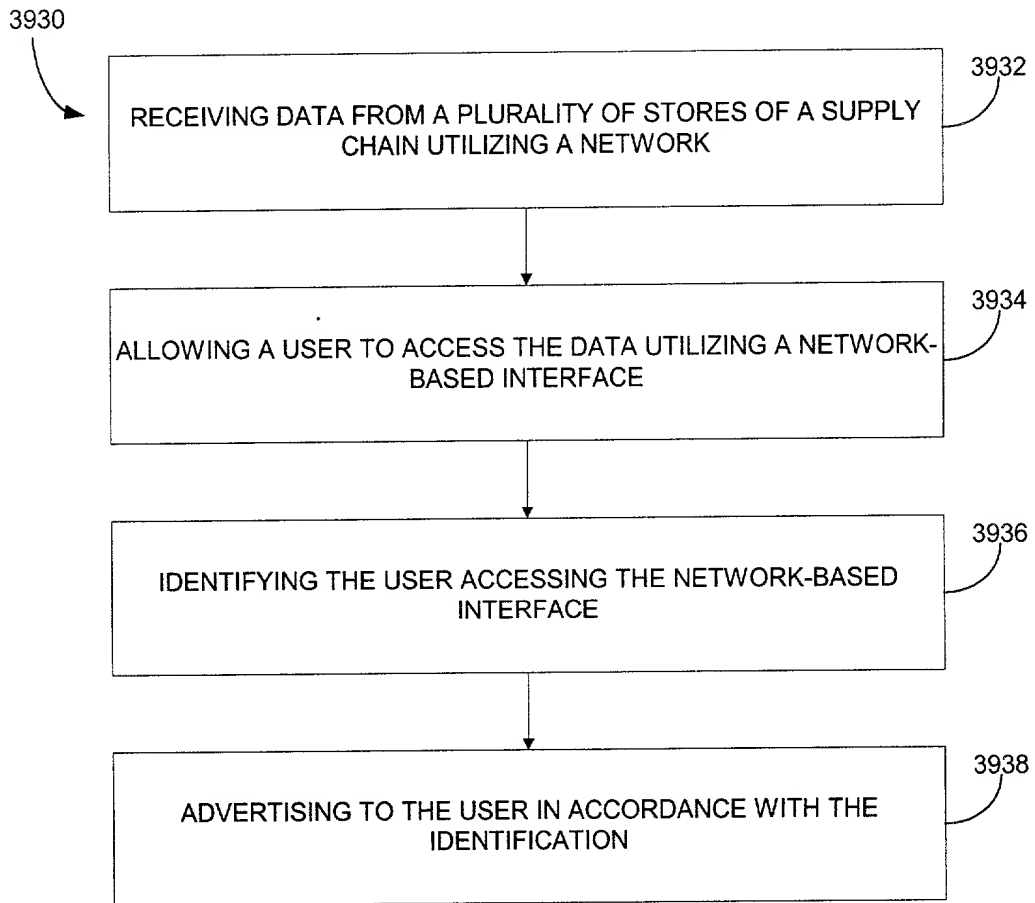 3930
3932
RECEIVING DATA FROM A PLURALITY OF STORES OF A SUPPLY
CHAIN UTILIZING A NETWORK
3934
ALLOWING A USER TO ACCESS THE DATA UTILIZING A NETWORK-
BASED INTERFACE
3936
IDENTIFYING THE USER ACCESSING THE NETWORK-BASED
INTERFACE
3938
ADVERTISING TO THE USER IN ACCORDANCE WITH THE
IDENTIFICATION